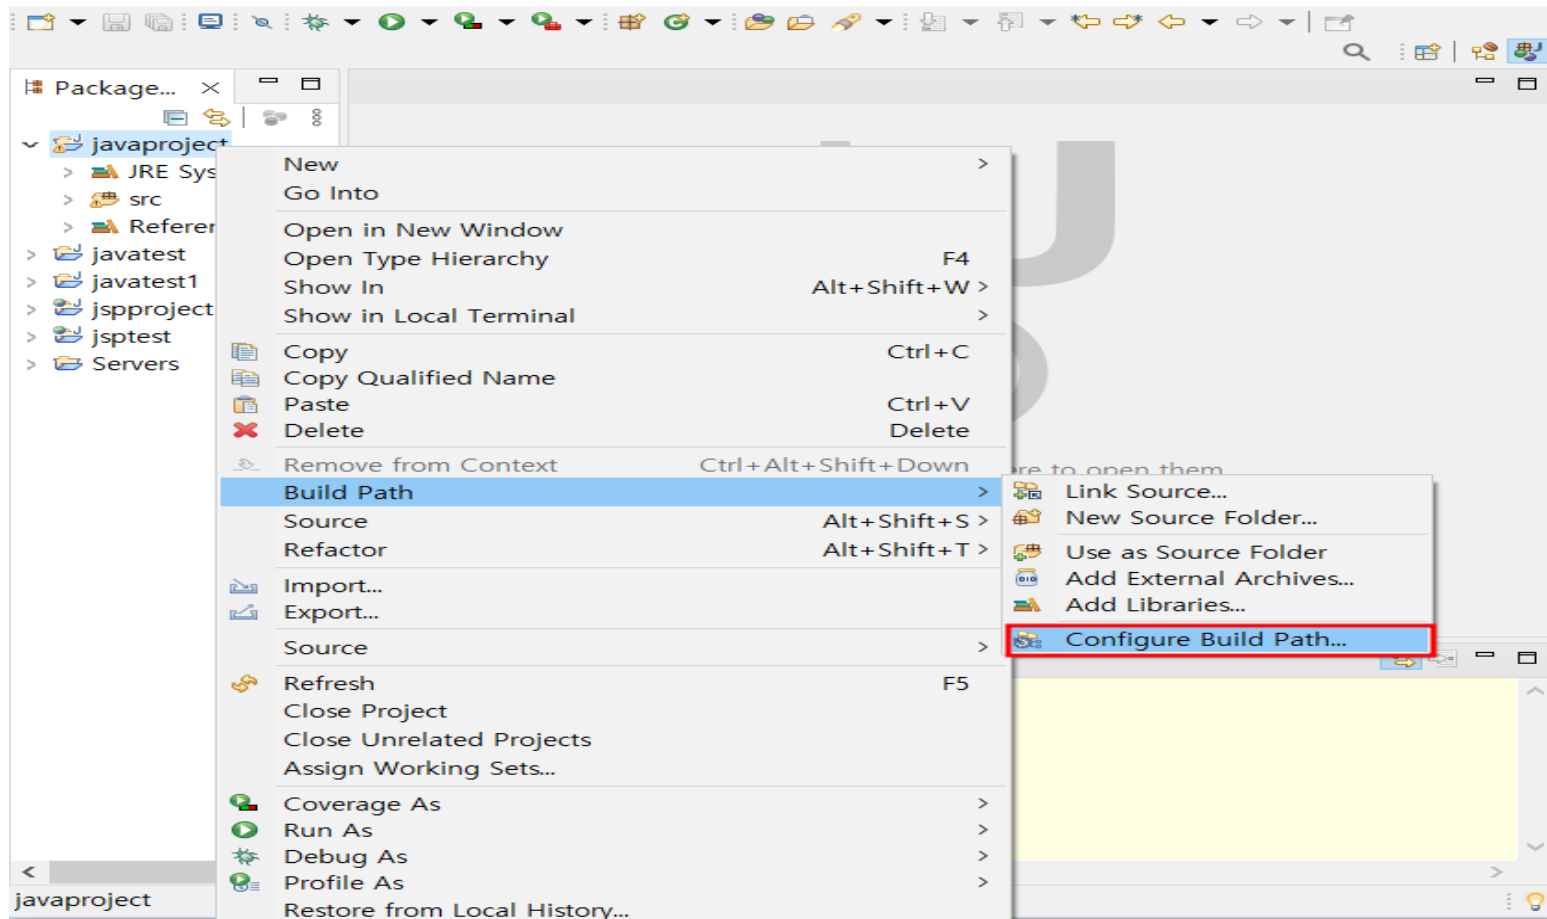 Package...
javaproject
JRE Sys
src
Referer
javatest
javatest1
jspproject
jsptest
Servers
New
Go Into
Open in New Window
Open Type Hierarchy F4
Show In Alt+Shift+W
Show in Local Terminal
Copy Ctrl+C
Copy Qualified Name
Paste Ctrl+V
Delete Delete
Remove from Context Ctrl+Alt+Shift+Down
Build Path
Source Alt+Shift+S
Refactor Alt+Shift+T
Import...
Export...
Source
Refresh F5
Close Project
Close Unrelated Projects
Assign Working Sets...
Coverage As
Run As
Debug As
Profile As
Restore from Local History...
to open them
Link Source...
New Source Folder...
Use as Source Folder
Add External Archives...
Add Libraries...
Configure Build Path...
javaproject